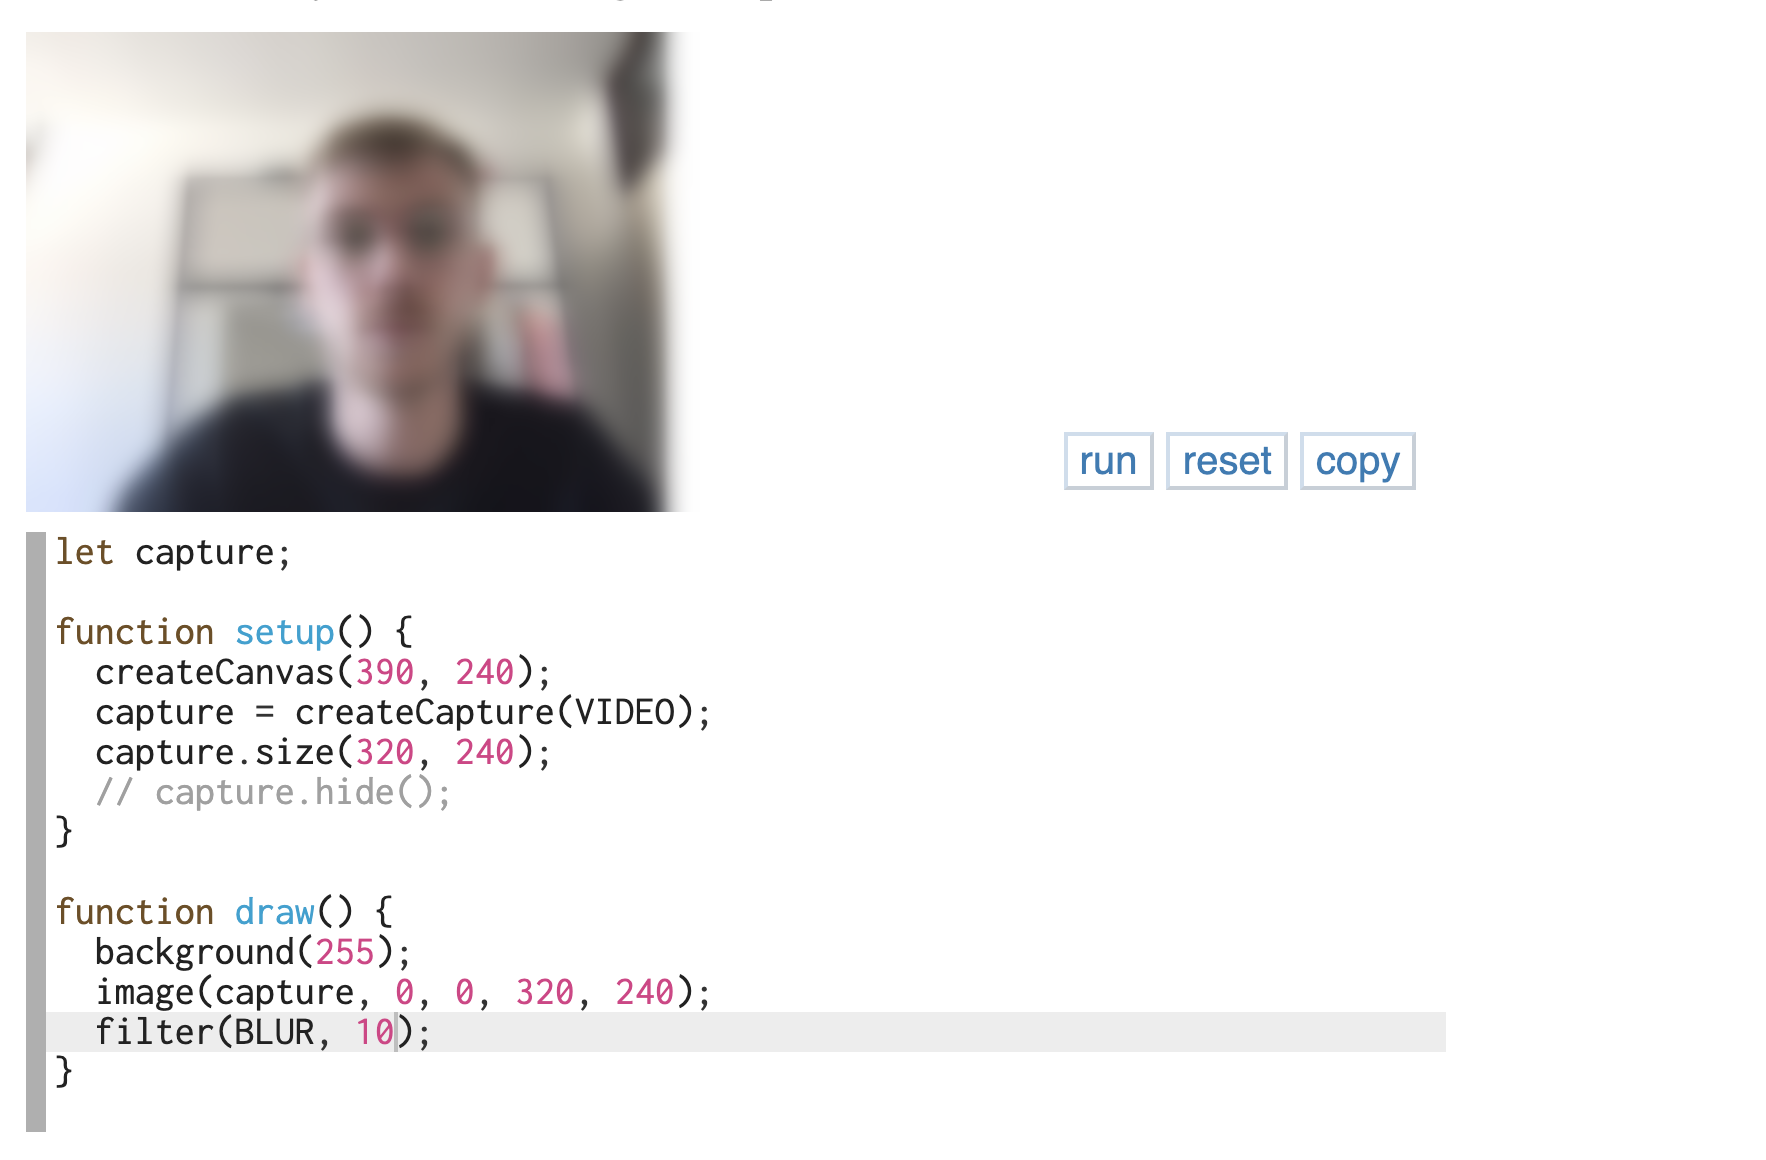 run reset copy
let capture;
function setup() {
createCanvas(390, 240);
capture = createCapture(VIDEO);
capture.size(320, 240);
// capture.hide();
}
function draw() {
background(255);
image(capture, 0, 0, 320, 240);
filter(BLUR, 10);
}